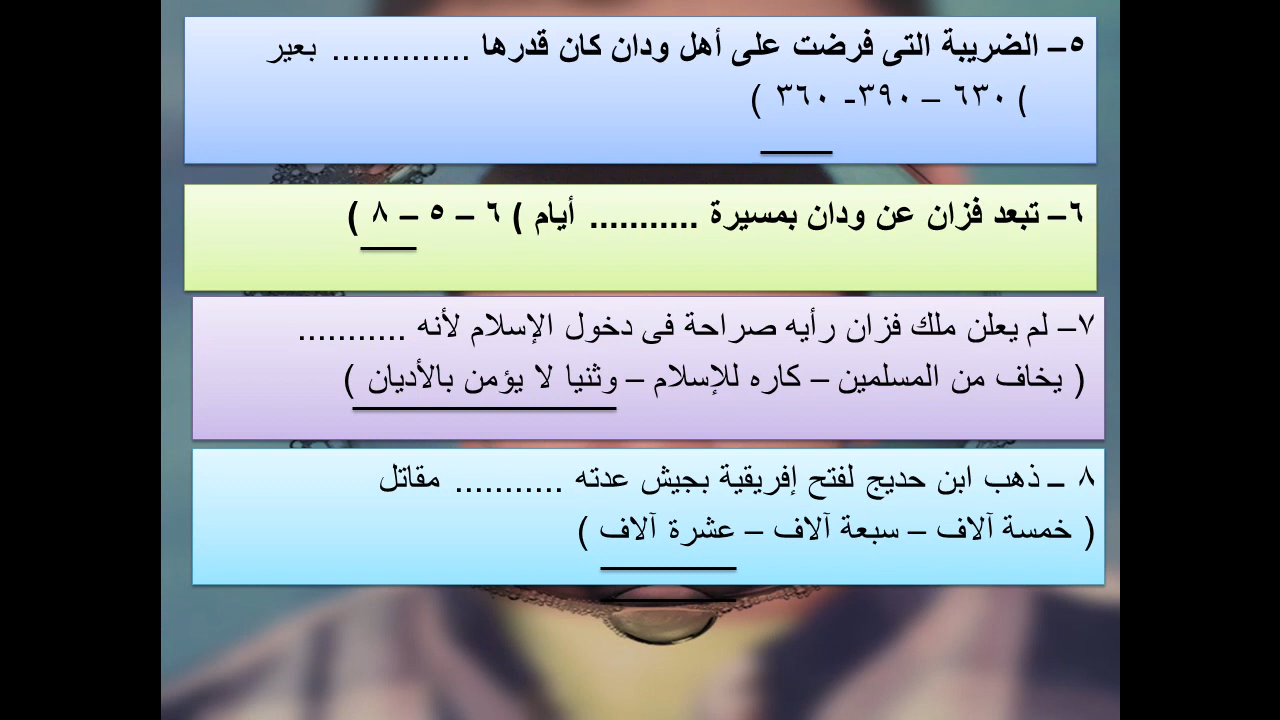 ٥– الضريبة التى فرضت على أهل ودان كان قدرها .............. بعير
( ٦٣٠ – ٣٩٠- ٣٦٠ )
٦– تبعد فزان عن ودان بمسيرة ........... أيام ( ٦ – ٥ – ٨ )
٧– لم يعلن ملك فزان رأيه صراحة فى دخول الإسلام لأنه ...........
( يخاف من المسلمين – كاره للإسلام – وثنيا لا يؤمن بالأديان )
٨ – ذهب ابن حديج لفتح إفريقية بجيش عدته ........... مقاتل
( خمسة آلاف – سبعة آلاف – عشرة آلاف )